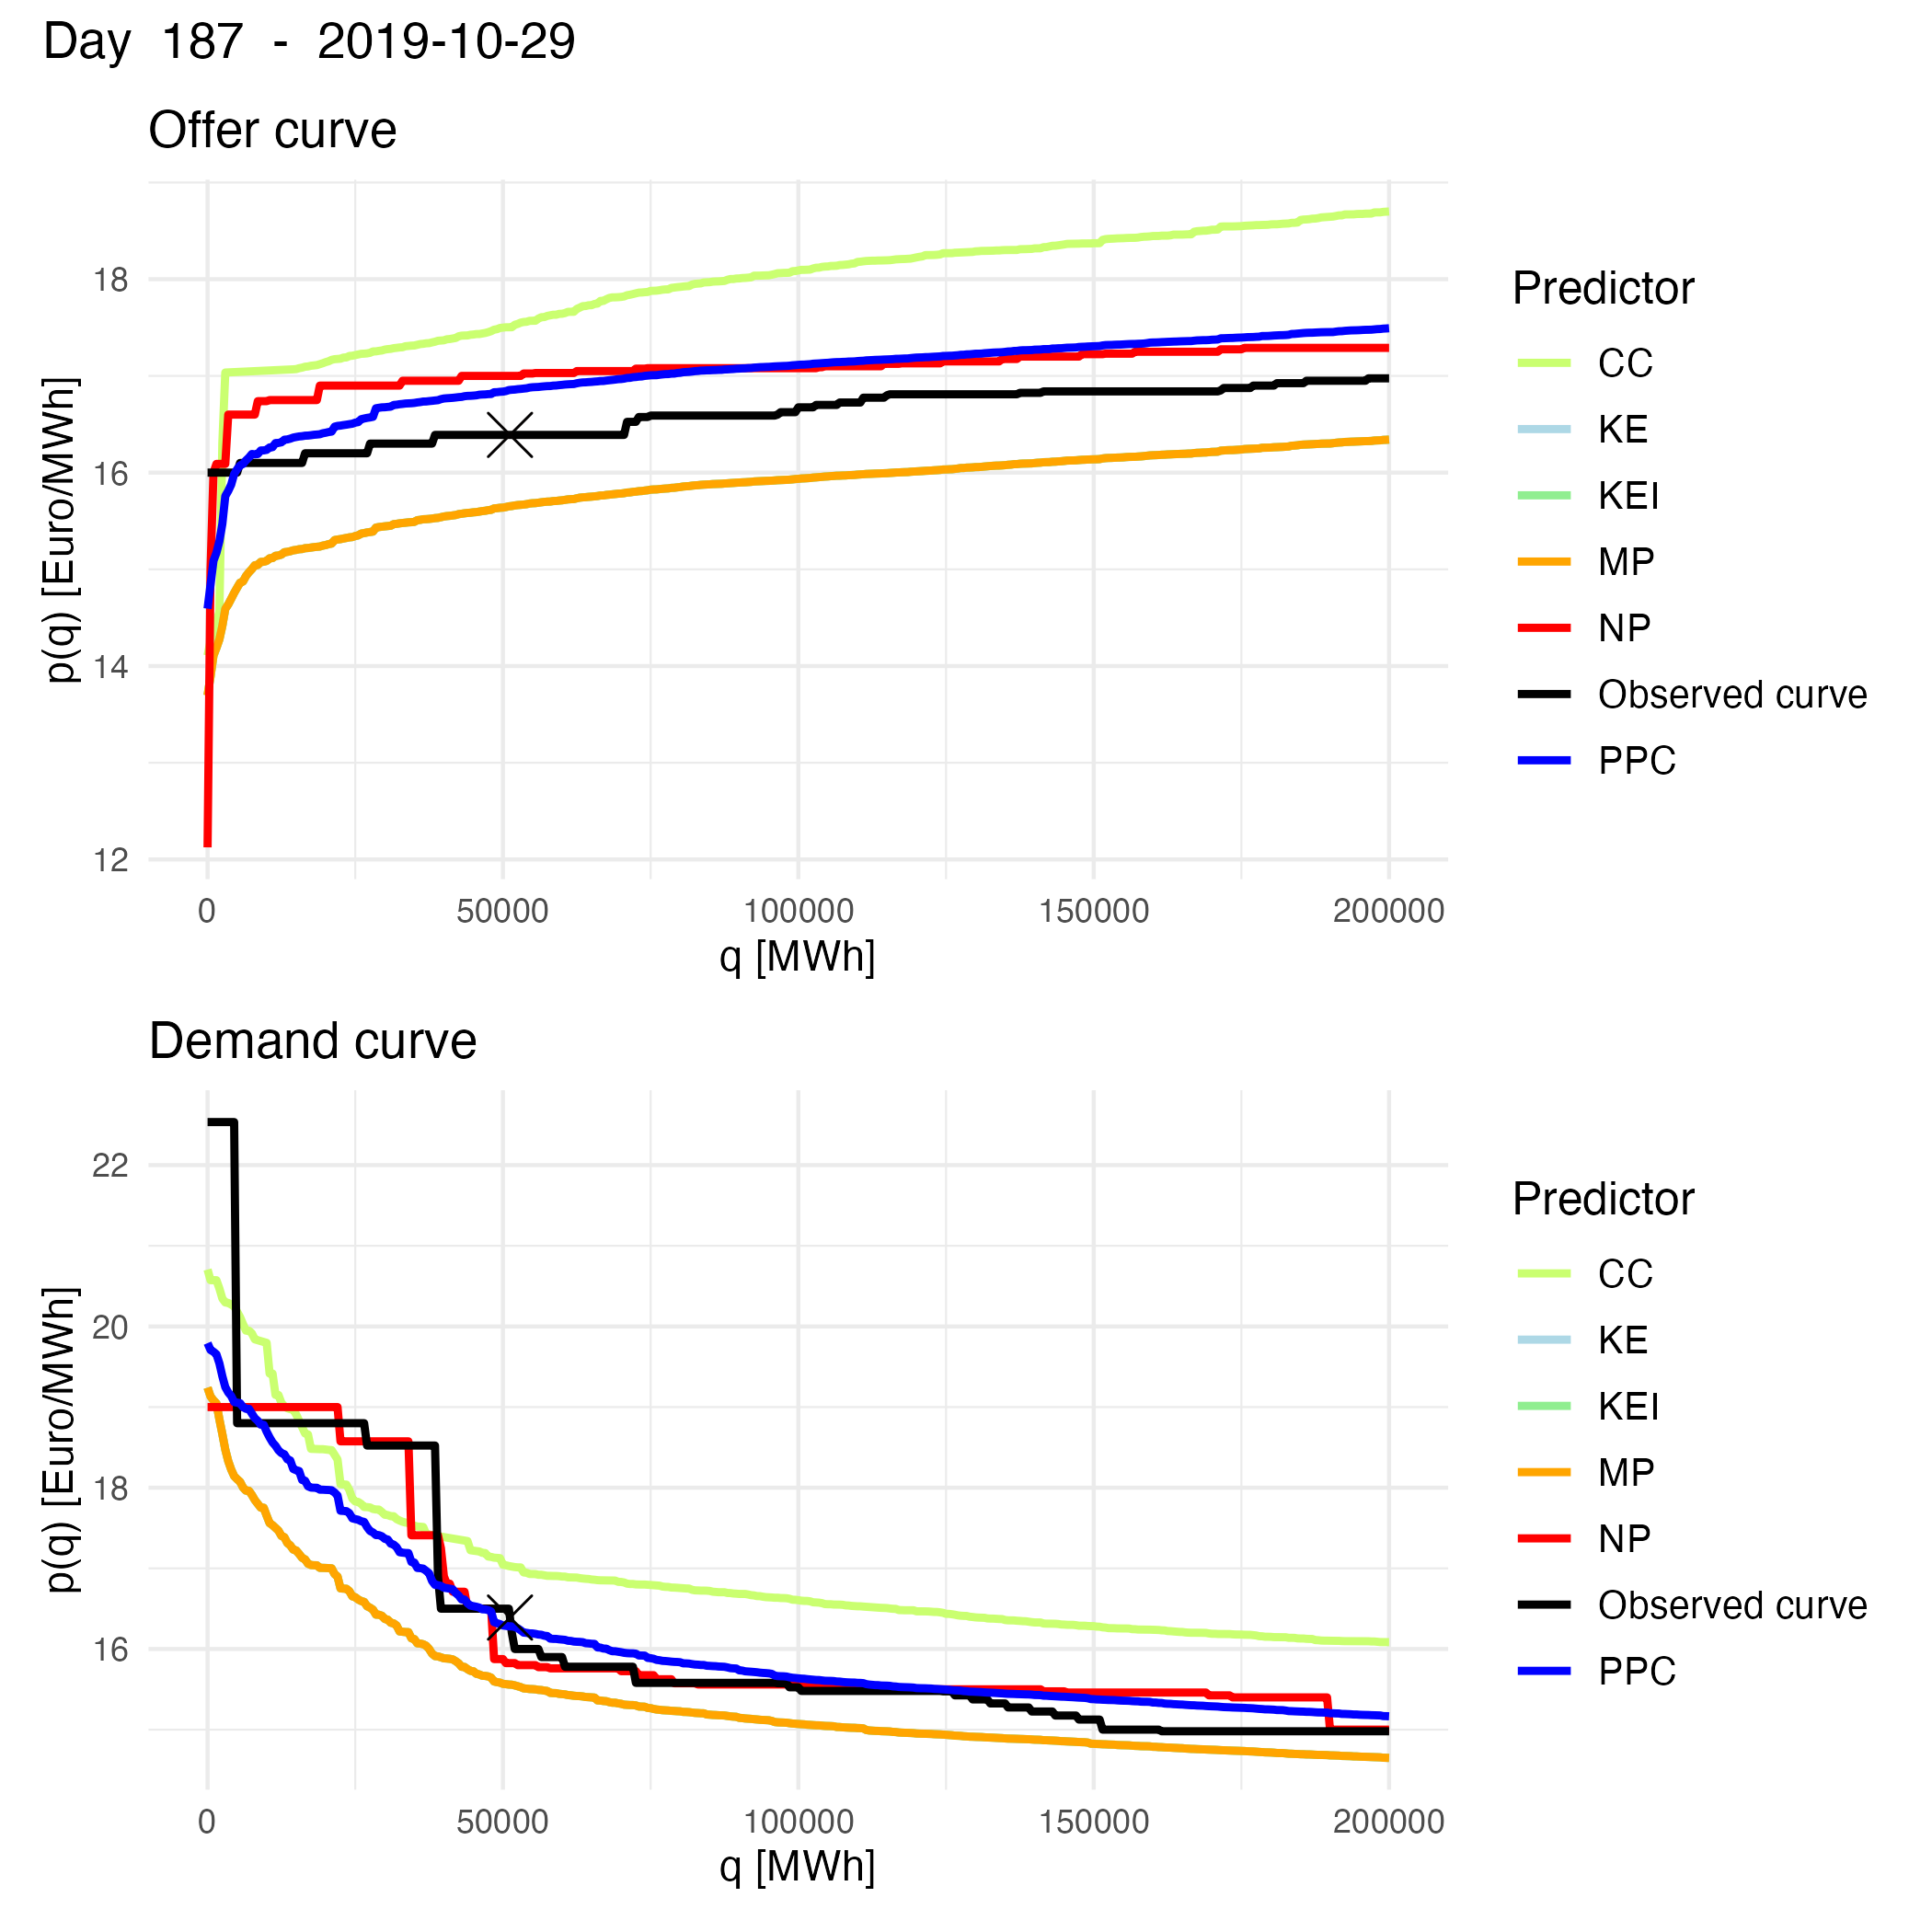 Day 187 - 2019-10-29
Offer curve
18
16
14
12
p(q) [Euro/MWh]
0 50000 100000 150000 200000
q [MWh]
Predictor
CC
KE
KEI
MP
NP
Observed curve
PPC
Demand curve
22
20
18
16
p(q) [Euro/MWh]
0 50000 100000 150000 200000
q [MWh]
Predictor
CC
KE
KEI
MP
NP
Observed curve
PPC